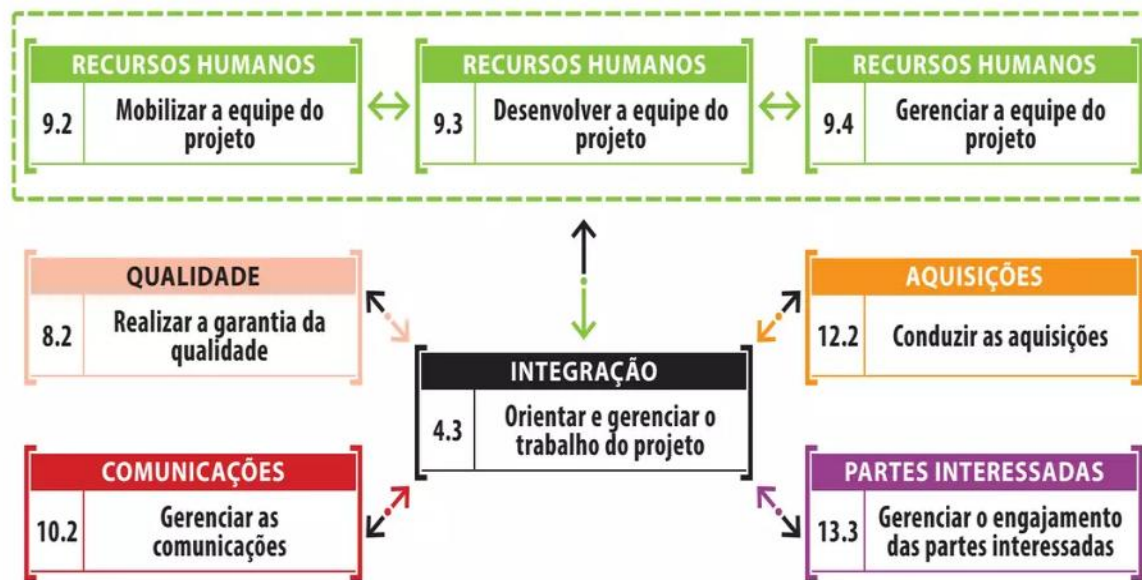 RECURSOS HUMANOS
9.2
Mobilizar a equipe do
projeto
RECURSOS HUMANOS
9.3
Desenvolver a equipe do
projeto
RECURSOS HUMANOS
9.4
Gerenciar a equipe do
projeto
QUALIDADE
8.2
Realizar a garantia da
qualidade
AQUISIÇÕES
12.2
Conduzir as aquisições
INTEGRAÇÃO
4.3
Orientar e gerenciar o
trabalho do projeto
COMUNICAÇÕES
10.2
Gerenciar as
comunicações
PARTES INTERESSADAS
13.3
Gerenciar o engajamento
das partes interessadas